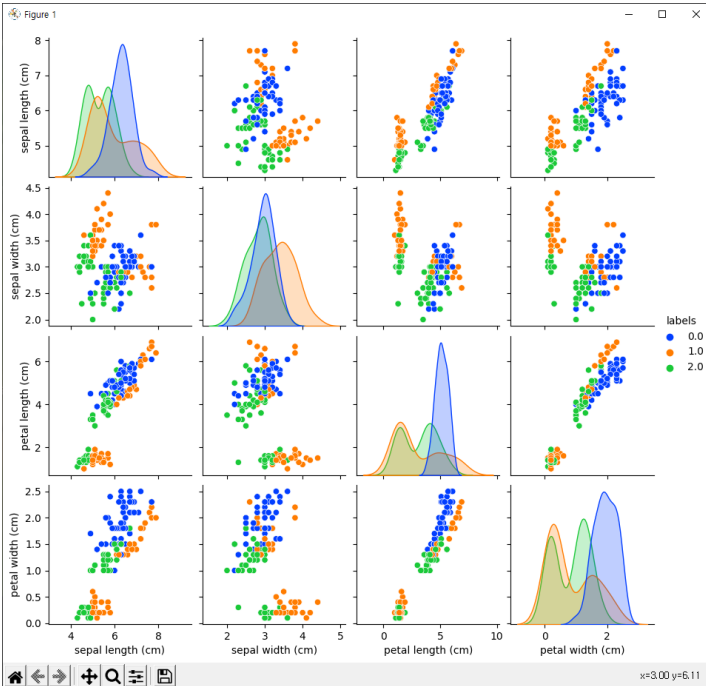 Figure 1
8
7
6
5
sepal length (cm)
4.5
4.0
3.5
3.0
2.5
2.0
sepal width (cm)
labels
0.0
1.0
2.0
6
4
2
petal length (cm)
2.5
2.0
1.5
1.0
0.5
0.0
petal width (cm)
4 6 8
2 3 4 5
0 5 10
0 2
sepal length (cm)
sepal width (cm)
petal length (cm)
petal width (cm)
x=3.00 y=6.11